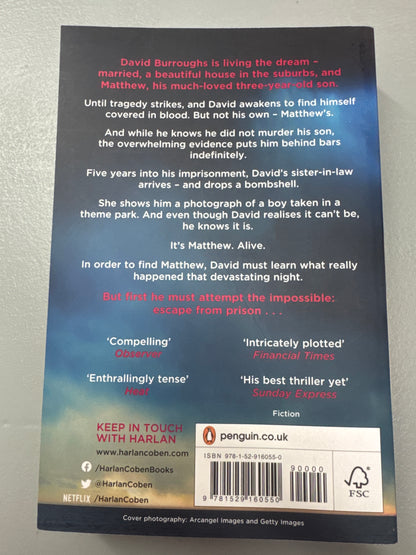 David Burroughs is living the dream –
married, a beautiful house in the suburbs, and
Matthew, his much-loved three-year-old son.
Until tragedy strikes, and David awakens to find himself
covered in blood. But not his own – Matthew's.
And while he knows he did not murder his son,
the overwhelming evidence puts him behind bars
indefinitely.
Five years into his imprisonment, David's sister-in-law
arrives – and drops a bombshell.
She shows him a photograph of a boy taken in a
theme park. And even though David realises it can't be,
he knows it is.
It's Matthew. Alive.
In order to find Matthew, David must learn what really
happened that devastating night.
But first he must attempt the impossible:
escape from prison . . .
'Compelling'
Observer
'Intricately plotted'
Financial Times
'Enthrallingly tense'
Heat
'His best thriller yet'
Sunday Express
Fiction
KEEP IN TOUCH
WITH HARLAN
www.harlancoben.com
/HarlanCobenBooks
@HarlanCoben
NETFLIX /HarlanCoben
penguin.co.uk
ISBN 978-1-52-916055-0
90000
9 781529 160550
FSC
Cover photography: Arcangel Images and Getty Images